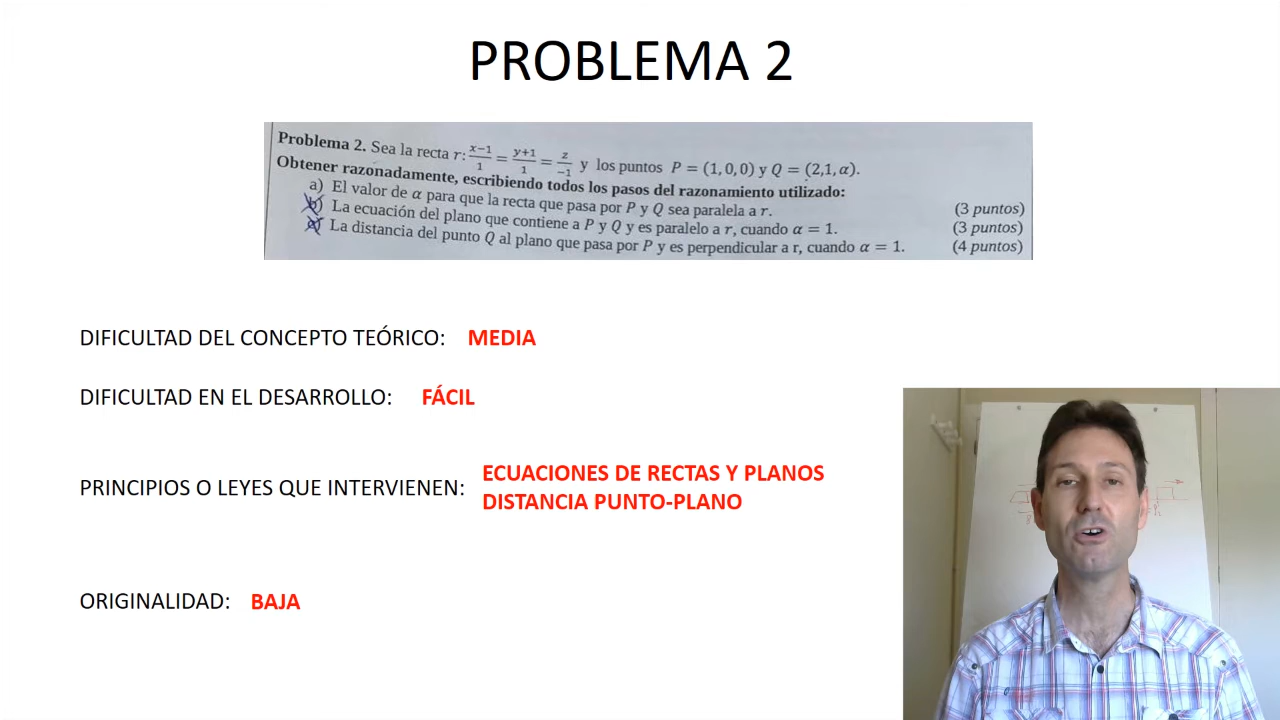 PROBLEMA 2
Problema 2. Sea la recta r: x−1/1 = y+1/1 = z/−1 y los puntos P = (1,0,0) y Q = (2,1,α).
Obtener razonadamente, escribiendo todos los pasos del razonamiento utilizado:
a) El valor de α para que la recta que pasa por P y Q sea paralela a r. (3 puntos)
b) La ecuación del plano que contiene a P y Q y es paralelo a r, cuando α = 1. (3 puntos)
La distancia del punto Q al plano que pasa por P y es perpendicular a r, cuando α = 1. (4 puntos)
DIFICULTAD DEL CONCEPTO TEÓRICO: MEDIA
DIFICULTAD EN EL DESARROLLO: FÁCIL
PRINCIPIOS O LEYES QUE INTERVIENEN: ECUACIONES DE RECTAS Y PLANOS
DISTANCIA PUNTO-PLANO
ORIGINALIDAD: BAJA